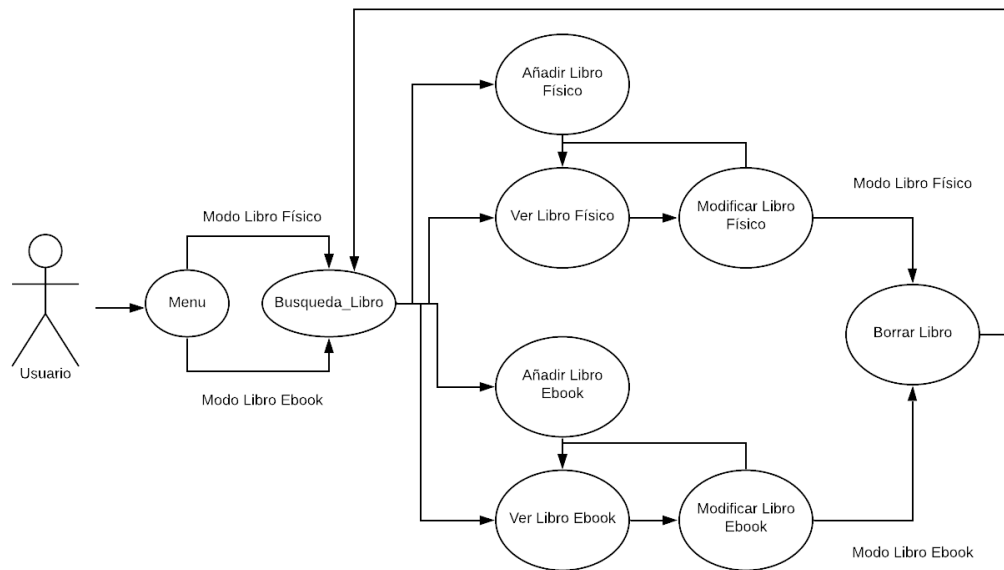 Añadir Libro
Físico
Modo Libro Físico
Ver Libro Físico
Modificar Libro
Físico
Modo Libro Físico
Menu
Busqueda_Libro
Borrar Libro
Usuario
Modo Libro Ebook
Añadir Libro
Ebook
Ver Libro Ebook
Modificar Libro
Ebook
Modo Libro Ebook